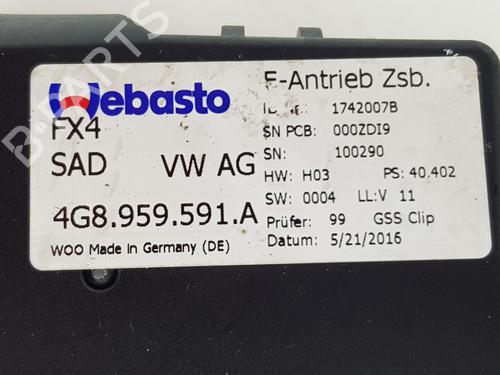 Webasto
FX4
SAD VW AG
4G8.959.591.A
WOO Made in Germany (DE)
E-Antrieb Zsb.
1742007B
SN PCB: 000ZDI9
SN: 100290
HW: H03 PS: 40.402
SW: 0004 LL:V 11
Prüfer: 99 GSS Clip
Datum: 5/21/2016